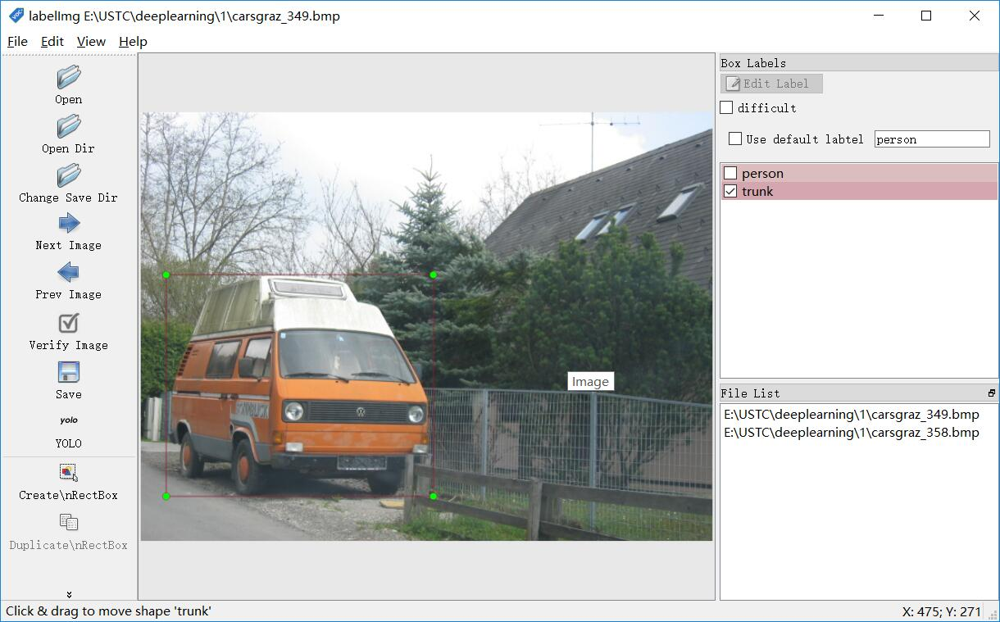 labelImg E:\USTC\deeplearning\1\carsgraz_349.bmp
File Edit View Help
Open
Open Dir
Change Save Dir
Next Image
Prev Image
Verify Image
Save
yolo
YOLO
Create\nRectBox
Duplicate\nRectBox
Image
Box Labels
Edit Label
difficult
Use default labtel person
person
trunk
File List
E:\USTC\deeplearning\1\carsgraz_349.bmp
E:\USTC\deeplearning\1\carsgraz_358.bmp
Click & drag to move shape 'trunk'
X: 475; Y: 271